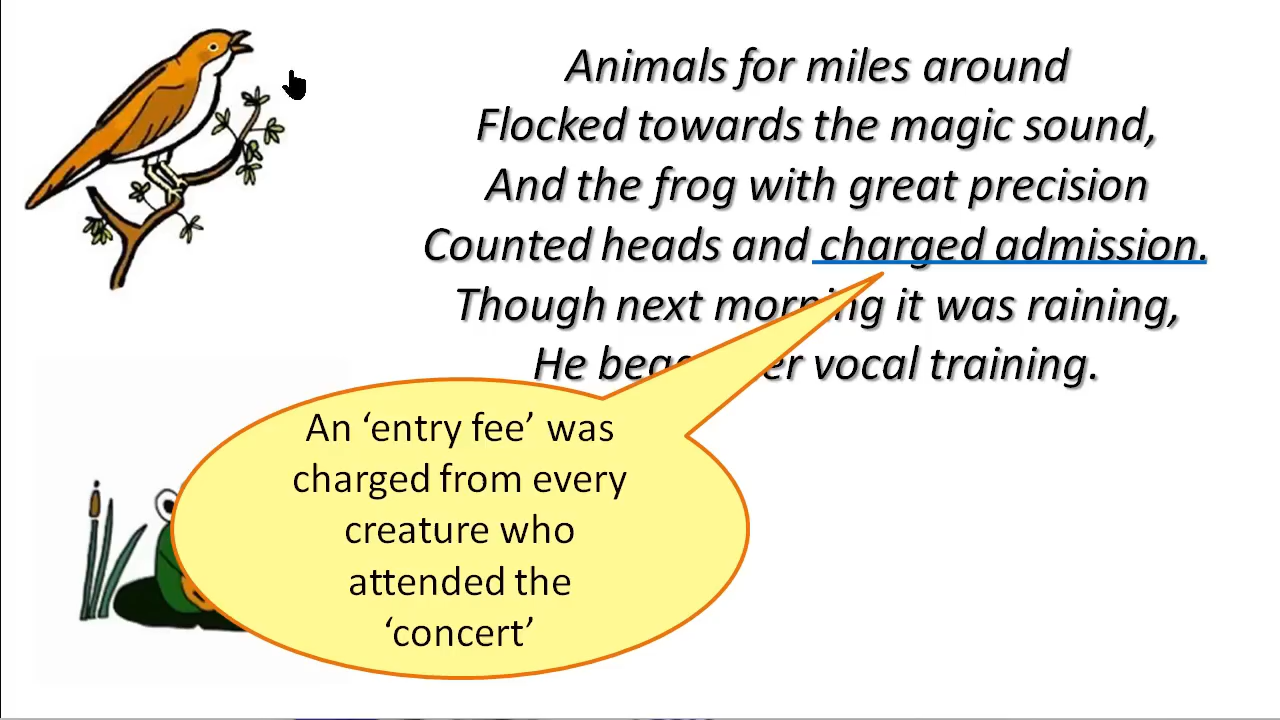 Animals for miles around
Flocked towards the magic sound,
And the frog with great precision
Counted heads and charged admission.
Though next morning it was raining,
He vocal training.
An ‘entry fee’ was
charged from every
creature who
attended the
‘concert’